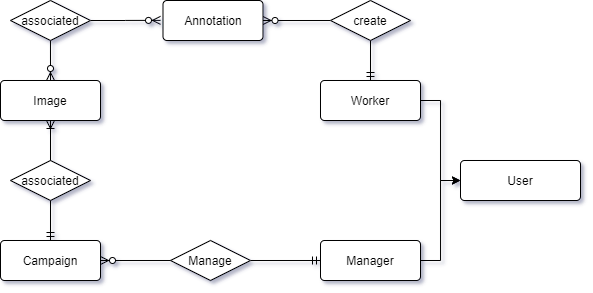 associated
Annotation
create
Image
Worker
associated
User
Campaign
Manage
Manager